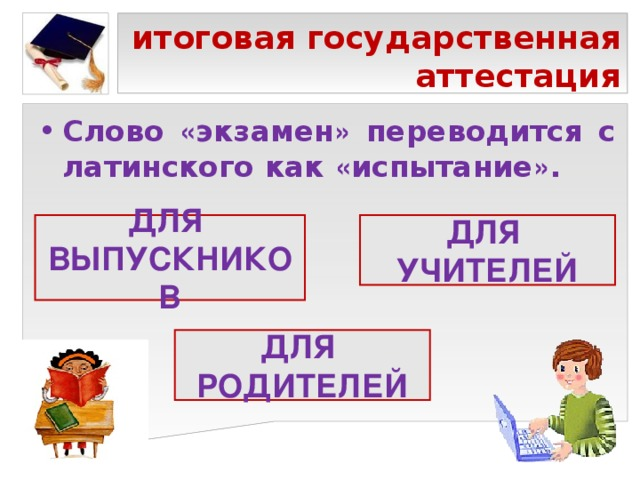 итоговая государственная
аттестация
• Слово «экзамен» переводится с
латинского как «испытание».
ДЛЯ
ВЫПУСКНИКО
В
ДЛЯ
УЧИТЕЛЕЙ
ДЛЯ
РОДИТЕЛЕЙ